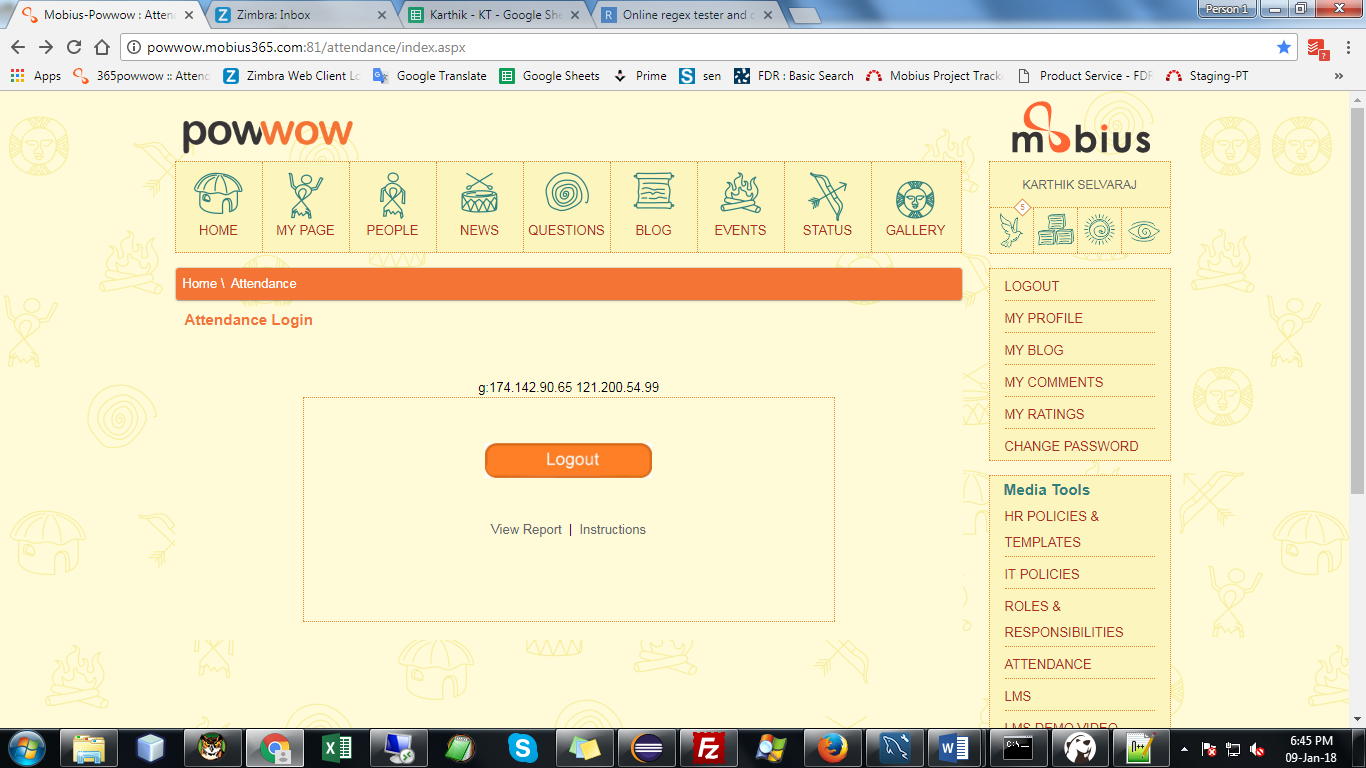 Mobius-Powwow : Atten
Zimbra: Inbox
Karthik - KT - Google She
Online regex tester and d
Person 1
powwow.mobius365.com:81/attendance/index.aspx
Apps
365powwow :: Attend
Zimbra Web Client Lo
Google Translate
Google Sheets
Prime
sen
FDR : Basic Search
Mobius Project Track
Product Service - FDR
Staging-PT
powwow
mobius
HOME
MY PAGE
PEOPLE
NEWS
QUESTIONS
BLOG
EVENTS
STATUS
GALLERY
KARTHIK SELVARAJ
5
Home \ Attendance
Attendance Login
g:174.142.90.65 121.200.54.99
Logout
View Report | Instructions
LOGOUT
MY PROFILE
MY BLOG
MY COMMENTS
MY RATINGS
CHANGE PASSWORD
Media Tools
HR POLICIES &
TEMPLATES
IT POLICIES
ROLES &
RESPONSIBILITIES
ATTENDANCE
LMS
LMS DEMO VIDEO
6:45 PM
09-Jan-18